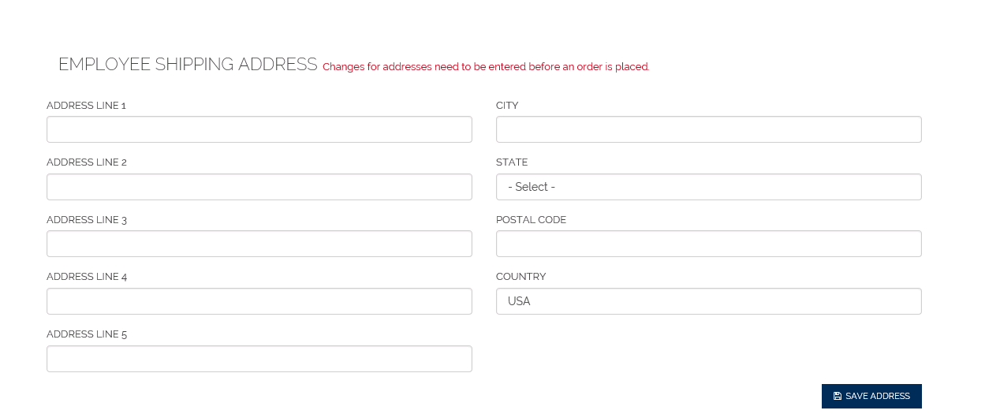 EMPLOYEE SHIPPING ADDRESS Changes for addresses need to be entered before an order is placed.
ADDRESS LINE 1
CITY
ADDRESS LINE 2
STATE
- Select -
ADDRESS LINE 3
POSTAL CODE
ADDRESS LINE 4
COUNTRY
USA
ADDRESS LINE 5
SAVE ADDRESS